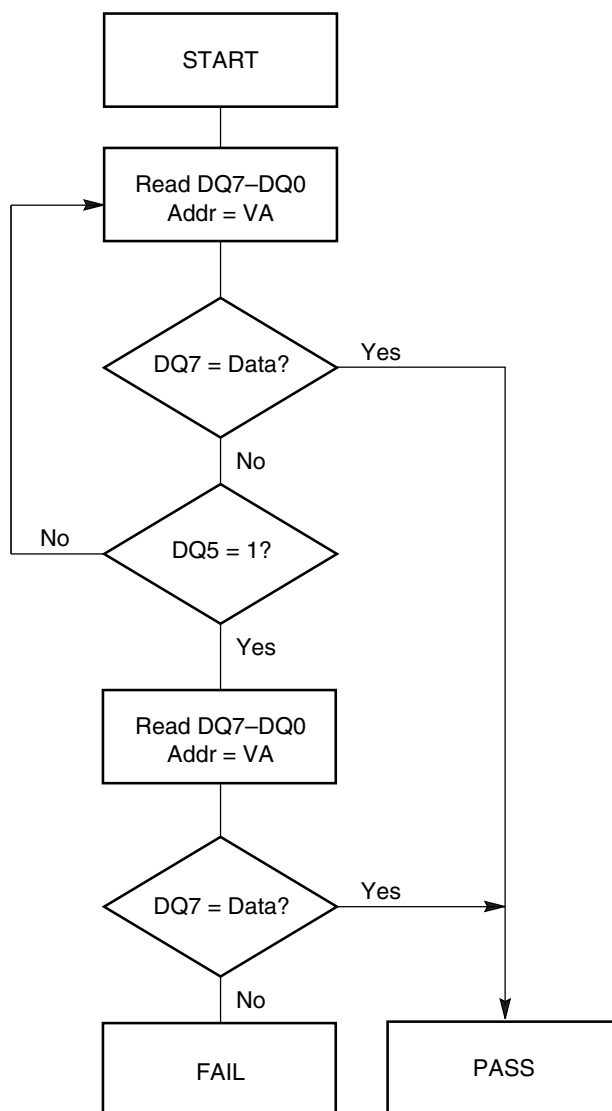 START
Read DQ7–DQ0
Addr = VA
DQ7 = Data?
Yes
No
No
DQ5 = 1?
Yes
Read DQ7–DQ0
Addr = VA
DQ7 = Data?
Yes
No
FAIL
PASS